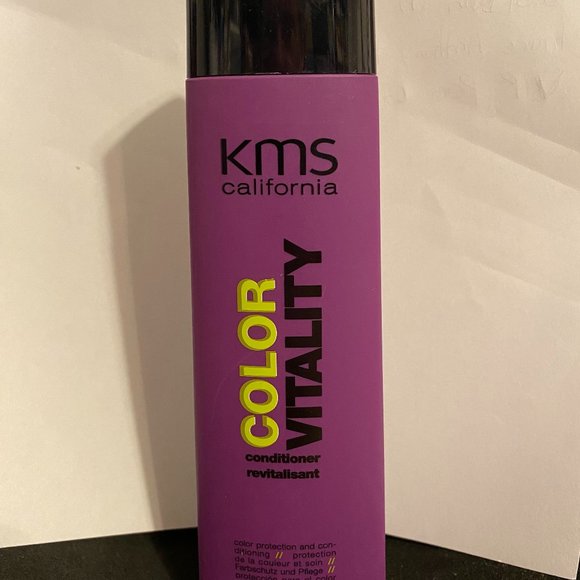 kms
california
COLOR
VITALITY
conditioner
revitalisant
color protection and con-
ditioning // protection
de la couleur et soin //
Farbschutz und Pflege //